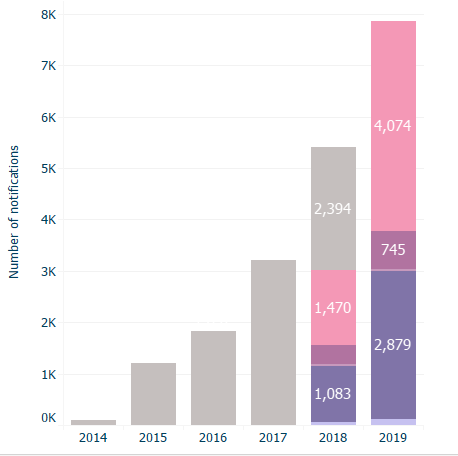 8K
7K
6K
5K
4K
3K
2K
1K
0K
Number of notifications
4,074
2,394
745
1,470
2,879
1,083
2014 2015 2016 2017 2018 2019